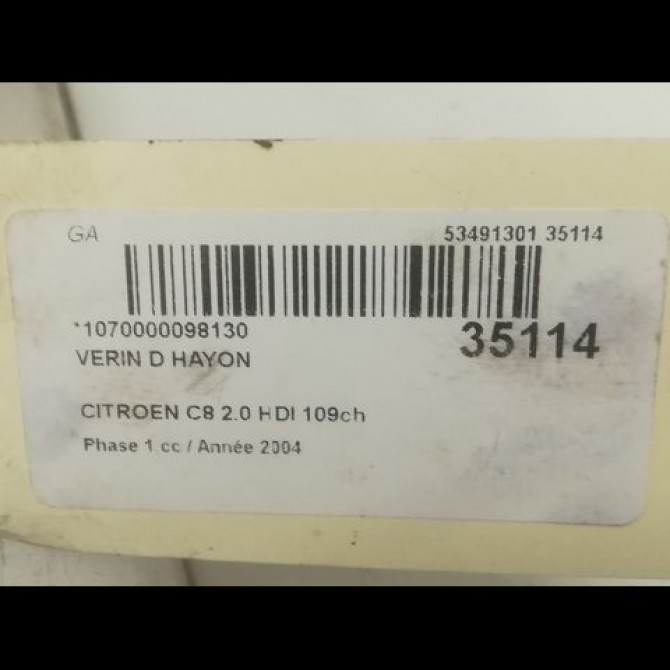 GA 53491301 35114
*1070000098130 35114
VERIN D HAYON
CITROEN C8 2.0 HDI 109ch
Phase 1 cc / Année 2004